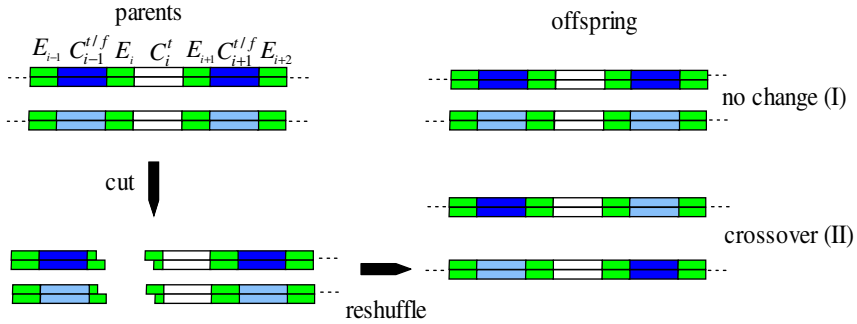 parents
offspring
E_{i-1} C_{i-1}^{t/f} E_i C_i^t E_{i+1} C_{i+1}^{t/f} E_{i+2}
no change (I)
cut
crossover (II)
reshuffle